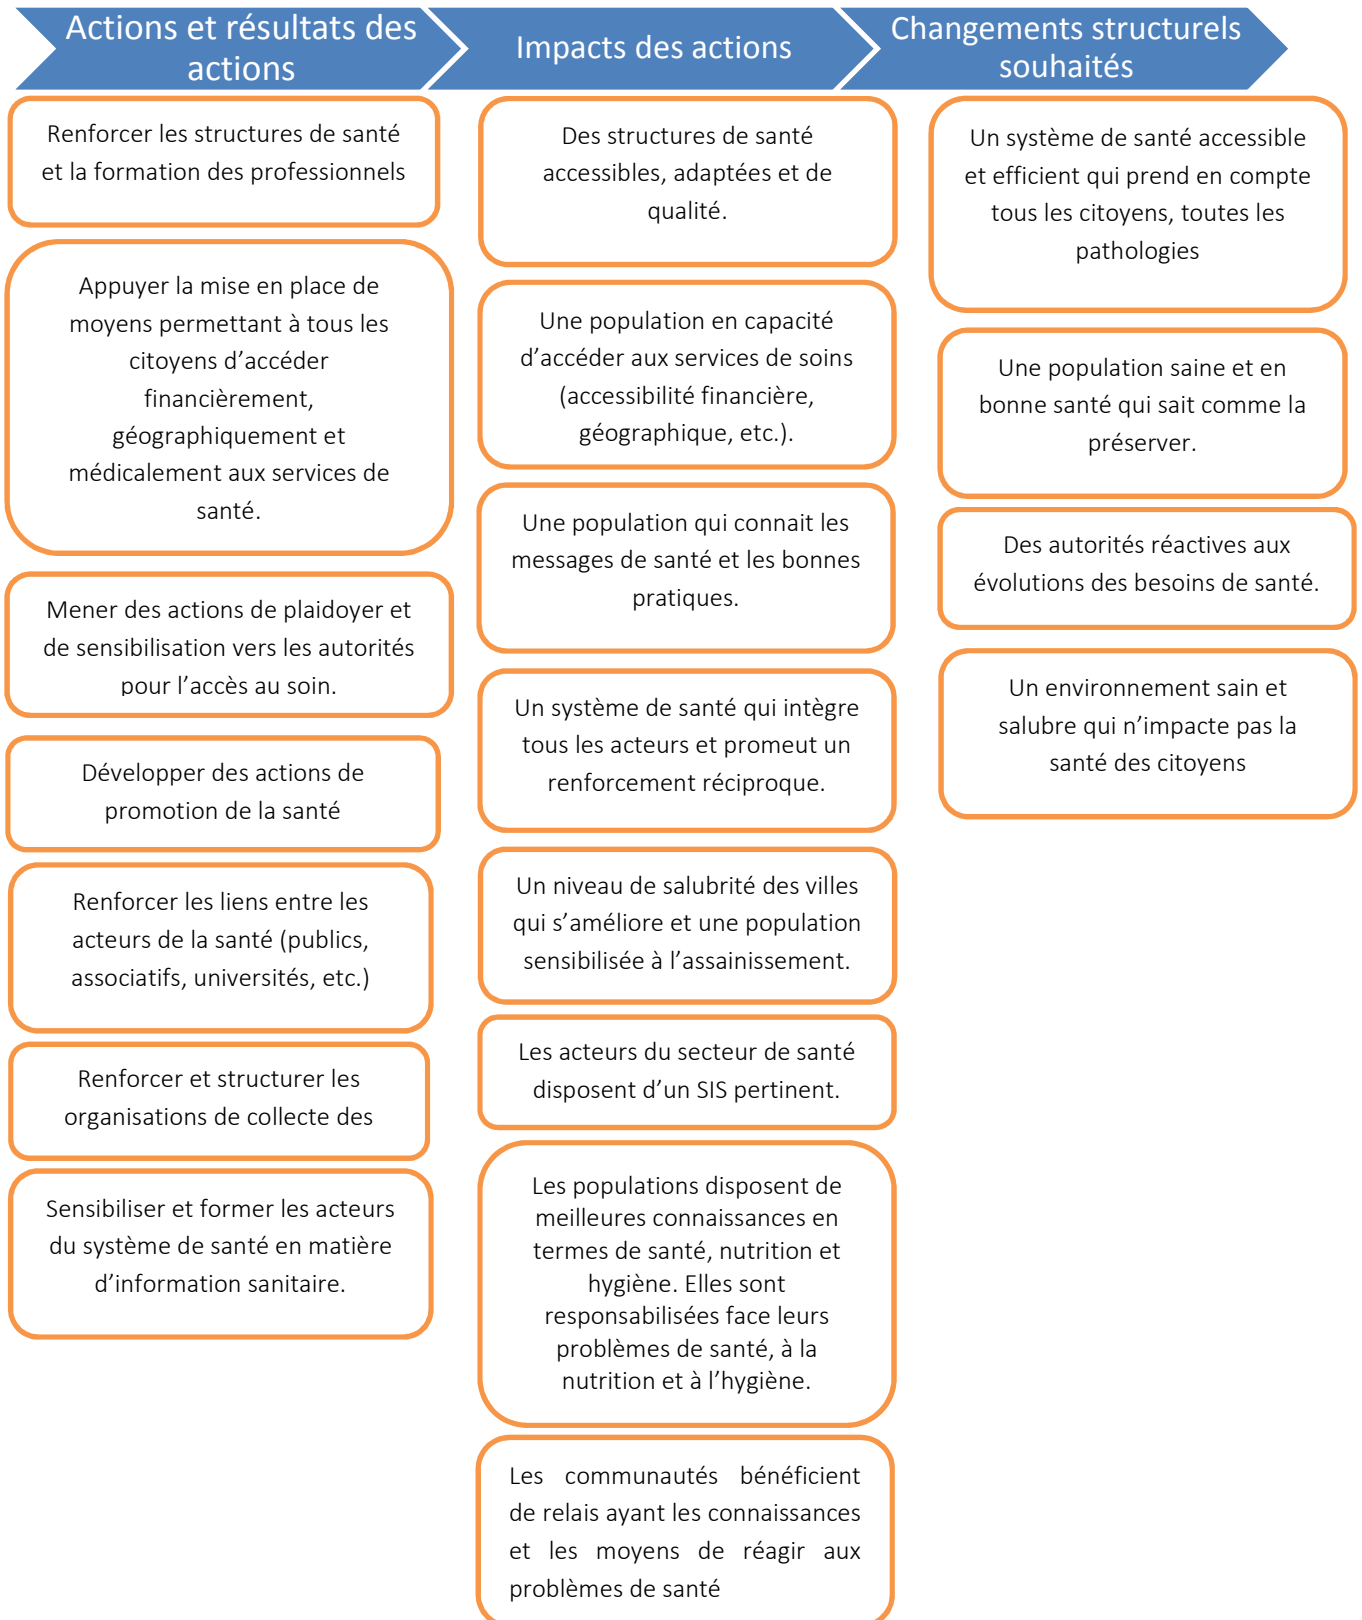 Actions et résultats des
actions
Impacts des actions
Changements structurels
souhaités
Renforcer les structures de santé
et la formation des professionnels
Appuyer la mise en place de
moyens permettant à tous les
citoyens d’accéder
financièrement,
géographiquement et
médicalement aux services de
santé.
Mener des actions de plaidoyer et
de sensibilisation vers les autorités
pour l’accès au soin.
Développer des actions de
promotion de la santé
Renforcer les liens entre les
acteurs de la santé (publics,
associatifs, universités, etc.)
Renforcer et structurer les
organisations de collecte des
Sensibiliser et former les acteurs
du système de santé en matière
d’information sanitaire.
Des structures de santé
accessibles, adaptées et de
qualité.
Une population en capacité
d’accéder aux services de soins
(accessibilité financière,
géographique, etc.).
Une population qui connait les
messages de santé et les bonnes
pratiques.
Un système de santé qui intègre
tous les acteurs et promeut un
renforcement réciproque.
Un niveau de salubrité des villes
qui s’améliore et une population
sensibilisée à l’assainissement.
Les acteurs du secteur de santé
disposent d’un SIS pertinent.
Les populations disposent de
meilleures connaissances en
termes de santé, nutrition et
hygiène. Elles sont
responsabilisées face leurs
problèmes de santé, à la
nutrition et à l’hygiène.
Les communautés bénéficient
de relais ayant les connaissances
et les moyens de réagir aux
problèmes de santé
Un système de santé accessible
et efficient qui prend en compte
tous les citoyens, toutes les
pathologies
Une population saine et en
bonne santé qui sait comme la
préserver.
Des autorités réactives aux
évolutions des besoins de santé.
Un environnement sain et
salubre qui n’impacte pas la
santé des citoyens